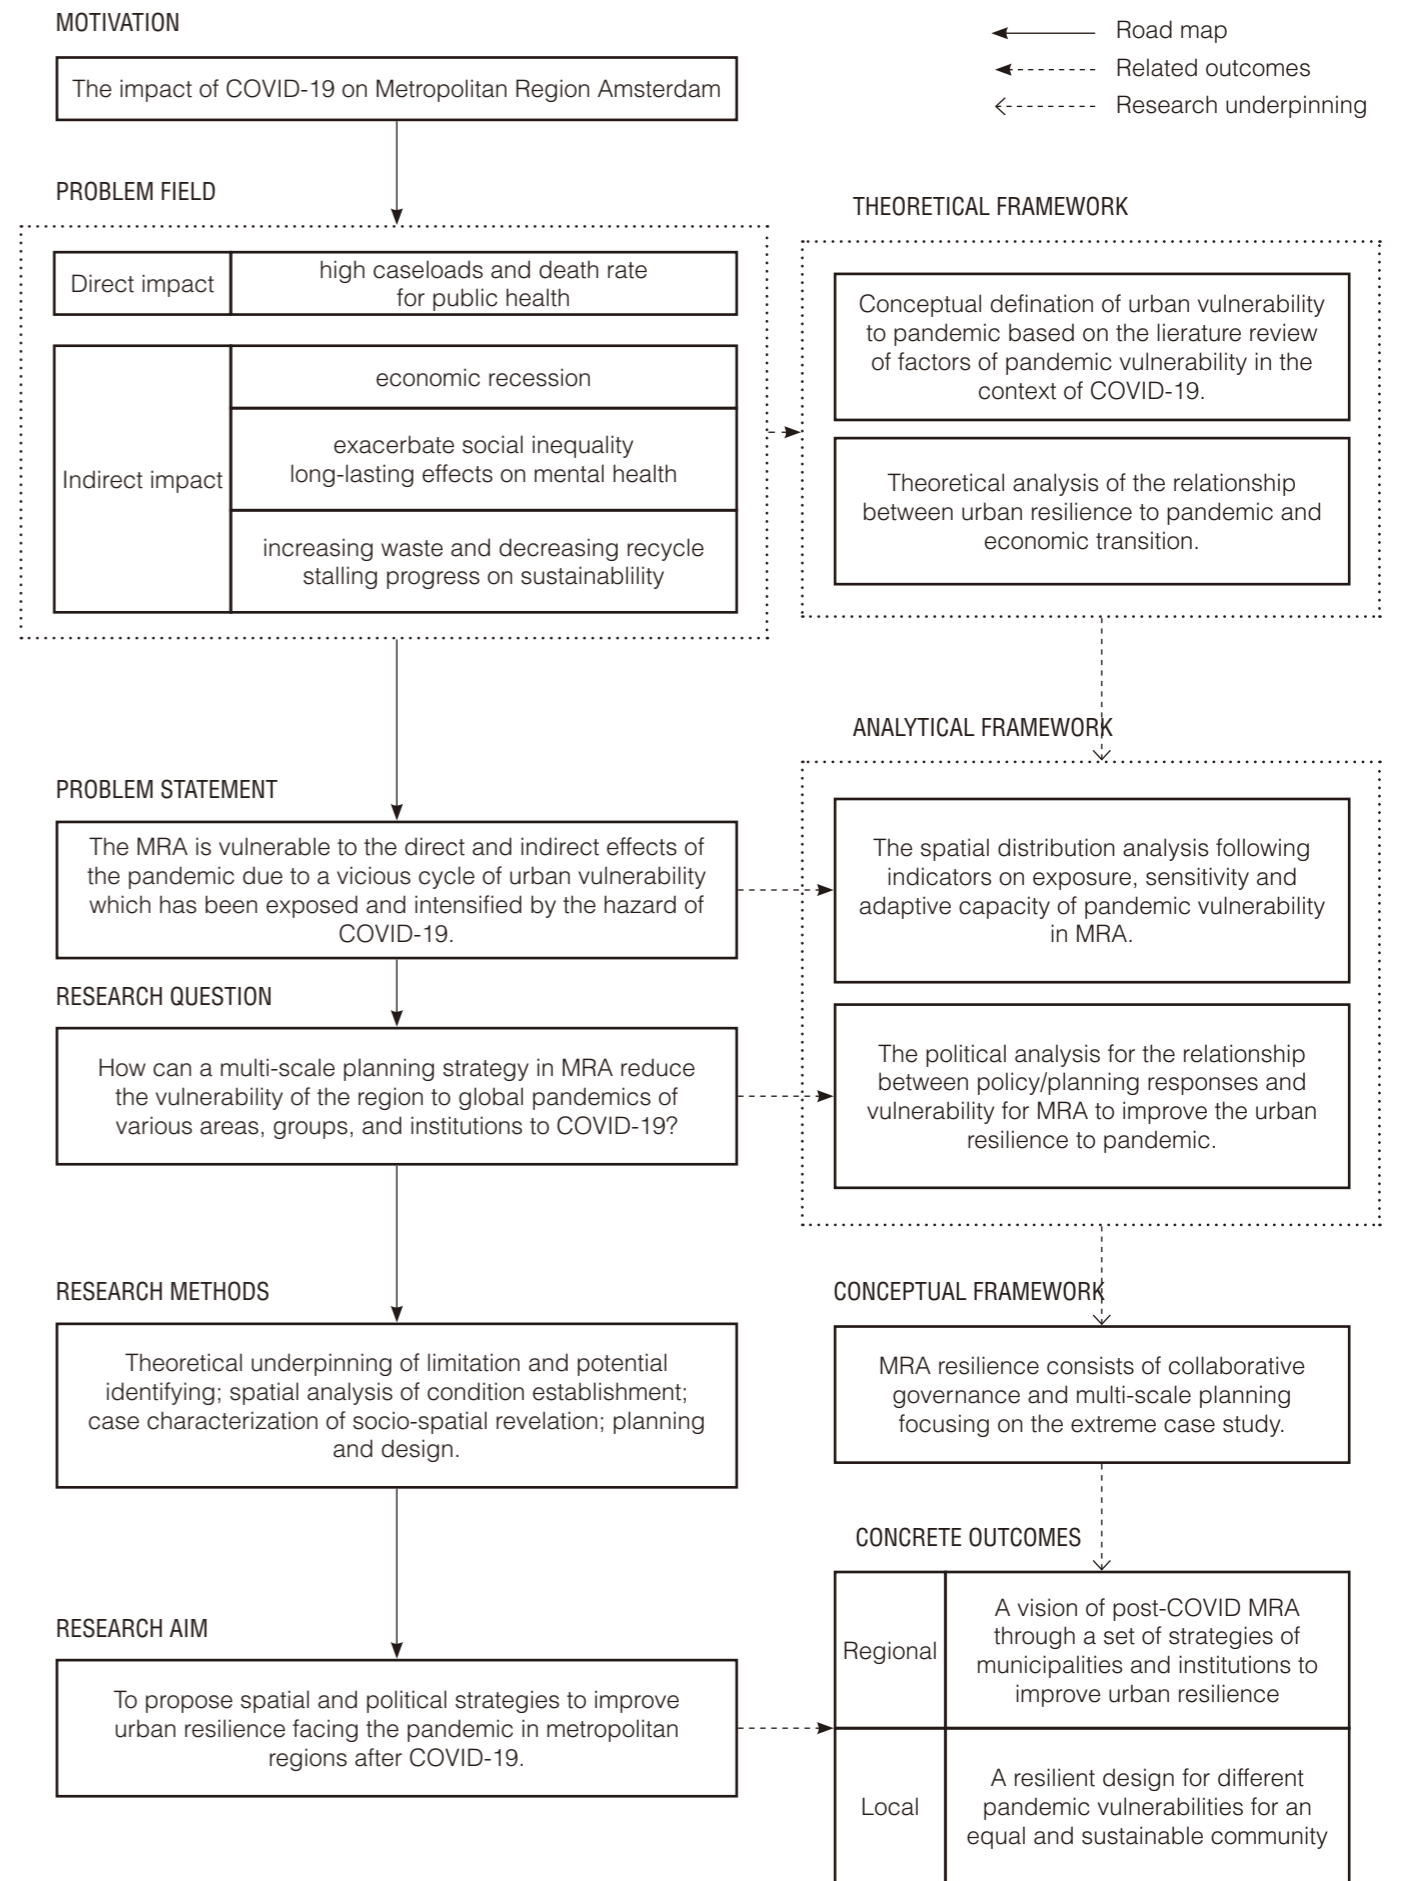 MOTIVATION
The impact of COVID-19 on Metropolitan Region Amsterdam
Road map
Related outcomes
Research underpinning
PROBLEM FIELD
Direct impact
high caseloads and death rate
for public health
Indirect impact
economic recession
exacerbate social inequality
long-lasting effects on mental health
increasing waste and decreasing recycle
stalling progress on sustainablility
THEORETICAL FRAMEWORK
Conceptual defination of urban vulnerability
to pandemic based on the lierature review
of factors of pandemic vulnerability in the
context of COVID-19.
Theoretical analysis of the relationship
between urban resilience to pandemic and
economic transition.
PROBLEM STATEMENT
The MRA is vulnerable to the direct and indirect effects of
the pandemic due to a vicious cycle of urban vulnerability
which has been exposed and intensified by the hazard of
COVID-19.
ANALYTICAL FRAMEWORK
The spatial distribution analysis following
indicators on exposure, sensitivity and
adaptive capacity of pandemic vulnerability
in MRA.
RESEARCH QUESTION
How can a multi-scale planning strategy in MRA reduce
the vulnerability of the region to global pandemics of
various areas, groups, and institutions to COVID-19?
The political analysis for the relationship
between policy/planning responses and
vulnerability for MRA to improve the urban
resilience to pandemic.
RESEARCH METHODS
Theoretical underpinning of limitation and potential
identifying; spatial analysis of condition establishment;
case characterization of socio-spatial revelation; planning
and design.
CONCEPTUAL FRAMEWORK
MRA resilience consists of collaborative
governance and multi-scale planning
focusing on the extreme case study.
RESEARCH AIM
To propose spatial and political strategies to improve
urban resilience facing the pandemic in metropolitan
regions after COVID-19.
CONCRETE OUTCOMES
Regional
A vision of post-COVID MRA
through a set of strategies of
municipalities and institutions to
improve urban resilience
Local
A resilient design for different
pandemic vulnerabilities for an
equal and sustainable community